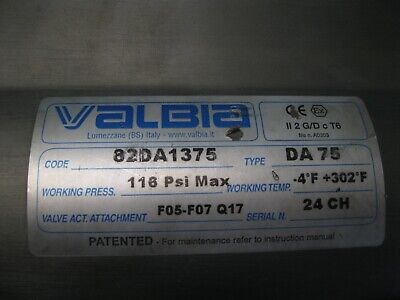 VALBIA
Lumezzane (BS) Italy - www.valbia.it
CE Ex
II 2 G/D c T6
CODE 82DA1375 TYPE DA 75
WORKING PRESS. 116 Psi Max WORKING TEMP. -4°F +302°F
VALVE ACT. ATTACHMENT F05-F07 Q17 SERIAL N. 24 CH
PATENTED - For maintenance refer to instruction manual